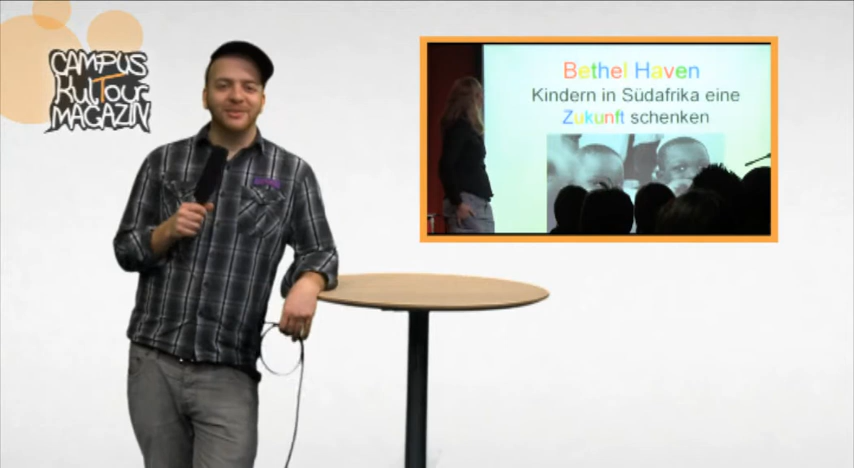 CAMPUS
KulTour
MAGAZIN
Bethel Haven
Kindern in Südafrika eine
Zukunft schenken